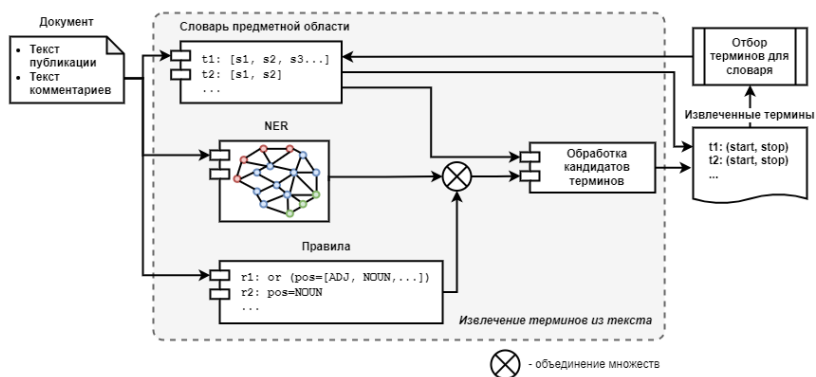 Документ
Текст
публикации
Текст
комментариев
Словарь предметной области
t1: [s1, s2, s3...]
t2: [s1, s2]
...
NER
Правила
r1: or (pos=[ADJ, NOUN,...])
r2: pos=NOUN
...
Обработка
кандидатов
терминов
Отбор
терминов для
словаря
Извлеченные термины
t1: (start, stop)
t2: (start, stop)
...
Извлечение терминов из текста
- объединение множеств